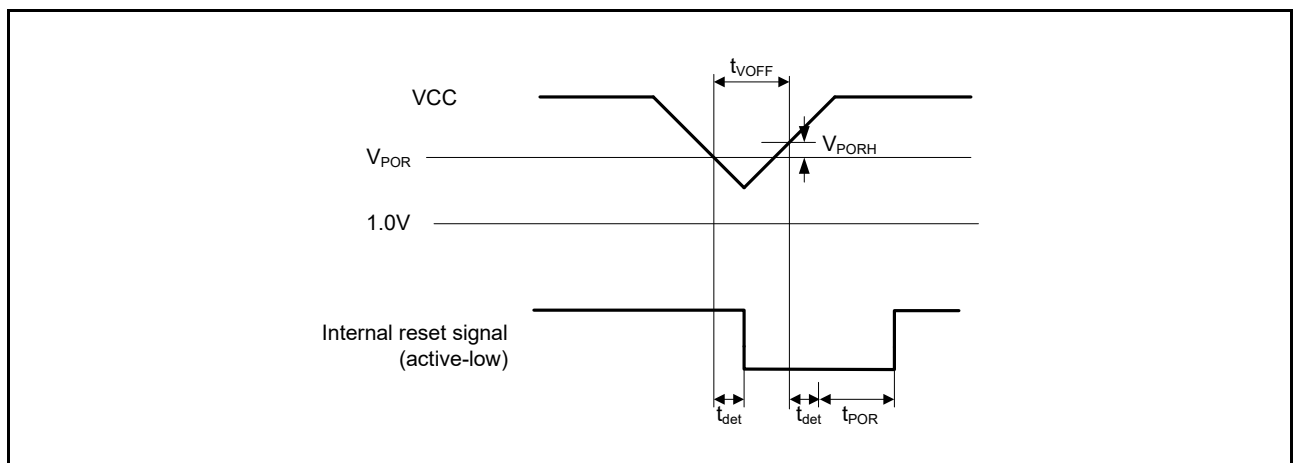 tVOFF
VCC
VPORH
VPOR
1.0V
Internal reset signal
(active-low)
tdet
tdet
tPOR